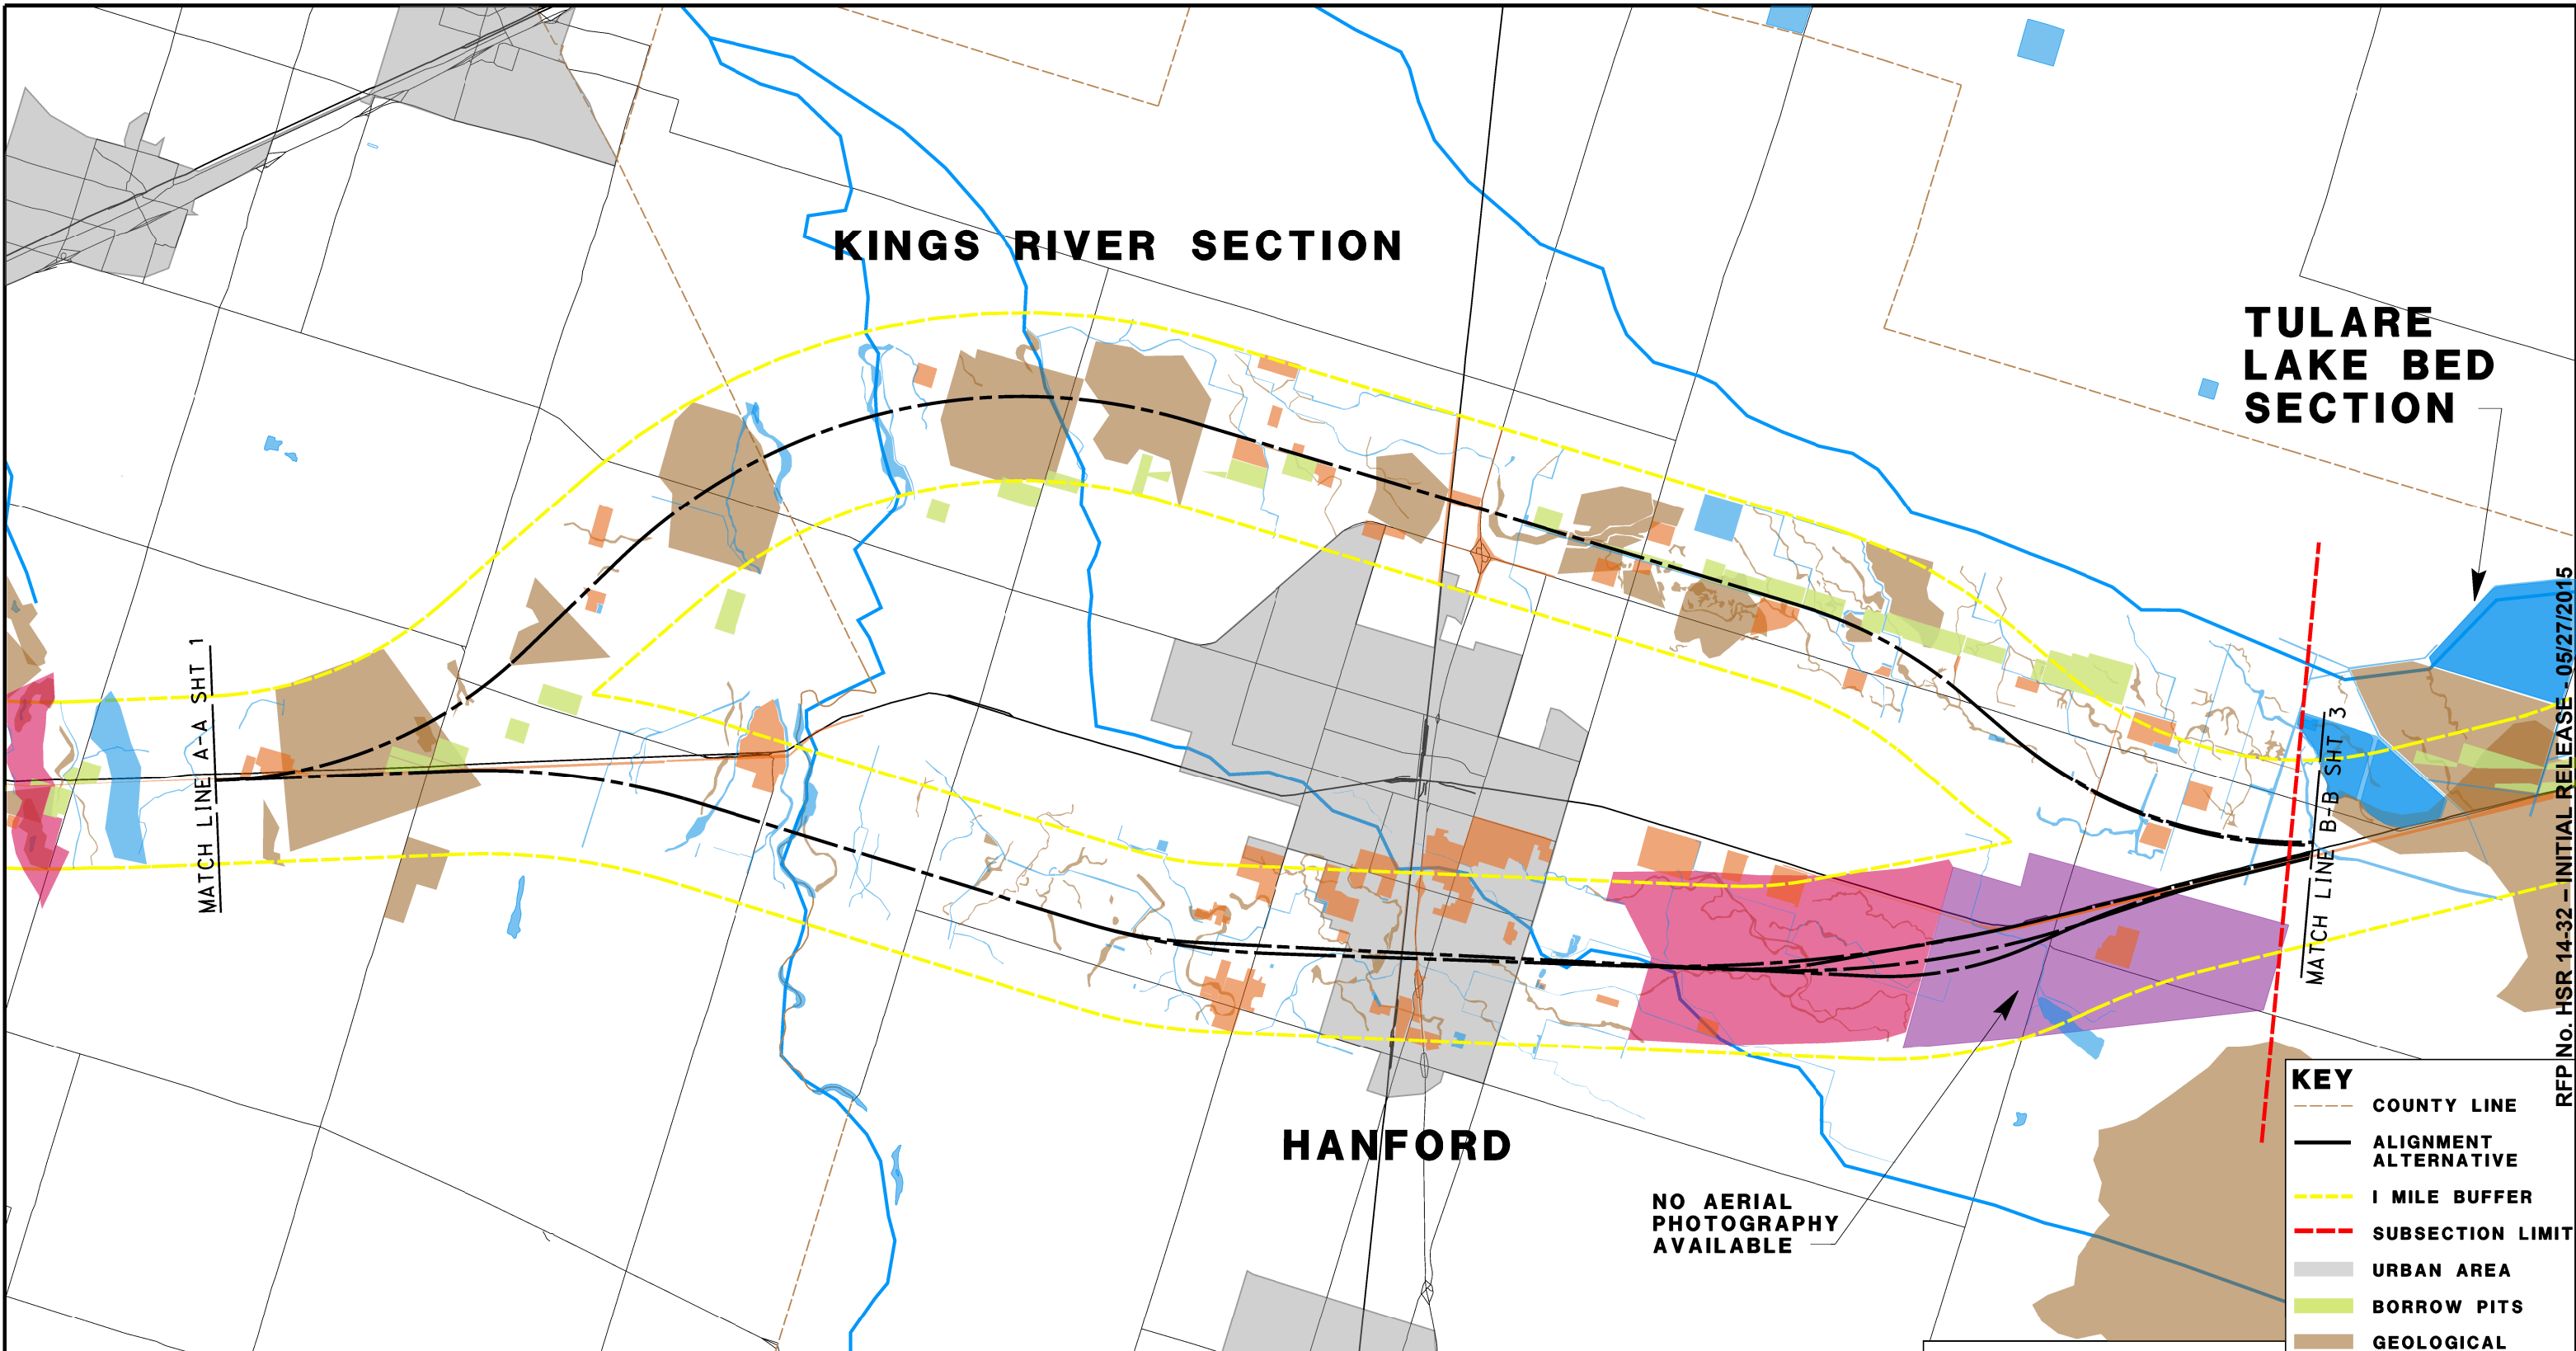 KINGS RIVER SECTION
TULARE
LAKE BED
SECTION
MATCH LINE A-A SHT 1
MATCH LINE B-B SHT 3
HANFORD
NO AERIAL
PHOTOGRAPHY
AVAILABLE
RFP No. HSR 14-32 – INITIAL RELEASE - 05/27/2015
KEY
COUNTY LINE
ALIGNMENT
ALTERNATIVE
1 MILE BUFFER
SUBSECTION LIMIT
URBAN AREA
BORROW PITS
GEOLOGICAL